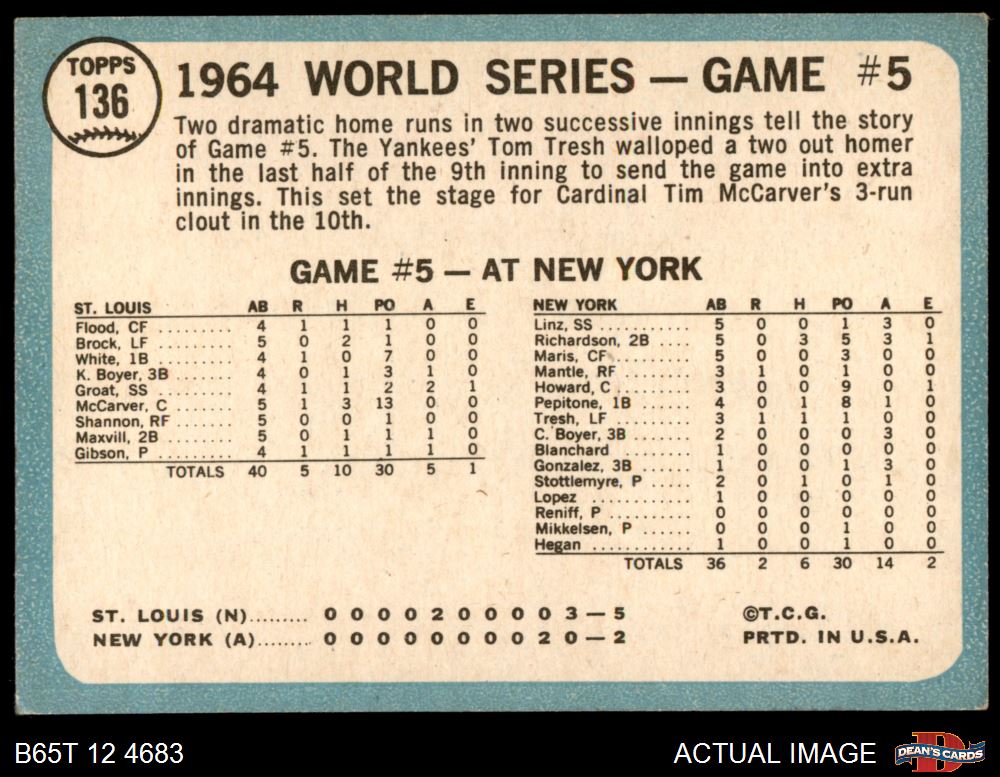 TOPPS
136
1964 WORLD SERIES — GAME #5
Two dramatic home runs in two successive innings tell the story
of Game #5. The Yankees' Tom Tresh walloped a two out homer
in the last half of the 9th inning to send the game into extra
innings. This set the stage for Cardinal Tim McCarver's 3-run
clout in the 10th.
GAME #5 — AT NEW YORK
ST. LOUIS AB R H PO A E
Flood, CF ......... 4 1 1 1 0 0
Brock, LF ......... 5 0 2 1 0 0
White, 1B ......... 4 1 0 7 0 0
K. Boyer, 3B ....... 4 0 1 3 1 0
Groat, SS ......... 4 1 1 2 2 1
McCarver, C ....... 5 1 3 13 0 0
Shannon, RF ....... 5 0 0 1 0 0
Maxvill, 2B ........ 5 0 1 1 1 0
Gibson, P ......... 4 1 1 1 1 0
TOTALS 40 5 10 30 5 1
NEW YORK AB R H PO A E
Linz, SS ........... 5 0 0 1 3 0
Richardson, 2B .... 5 0 3 5 3 1
Maris, CF .......... 5 0 0 3 0 0
Mantle, RF ........ 3 1 0 1 0 0
Howard, C ......... 3 0 0 9 0 1
Pepitone, 1B ...... 4 0 1 8 1 0
Tresh, LF .......... 3 1 1 1 0 0
C. Boyer, 3B ....... 2 0 0 0 3 0
Blanchard ........ 1 0 0 0 0 0
Gonzalez, 3B ...... 1 0 0 1 3 0
Stottlemyre, P ..... 2 0 1 0 1 0
Lopez ............ 1 0 0 0 0 0
Reniff, P .......... 0 0 0 0 0 0
Mikkelsen, P ...... 0 0 0 1 0 0
Hegan ............ 1 0 0 1 0 0
TOTALS 36 2 6 30 14 2
ST. LOUIS (N)......... 0 0 0 0 2 0 0 0 0 3 — 5
NEW YORK (A)........ 0 0 0 0 0 0 0 0 2 0 — 2
©T.C.G.
PRTD. IN U.S.A.
B65T 12 4683
ACTUAL IMAGE
DEAN'S CARDS